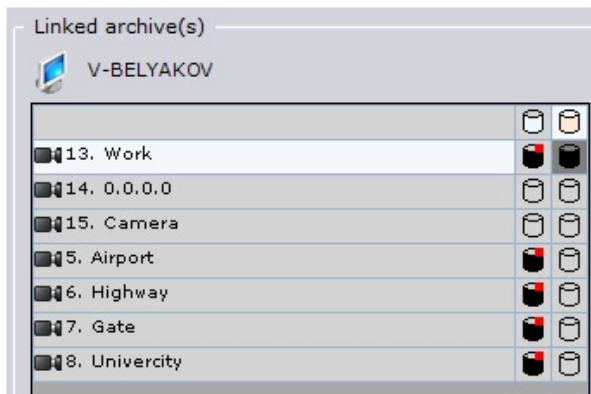 Linked archive(s)
V-BELYAKOV
13. Work
14. 0.0.0.0
15. Camera
5. Airport
6. Highway
7. Gate
8. Univercity